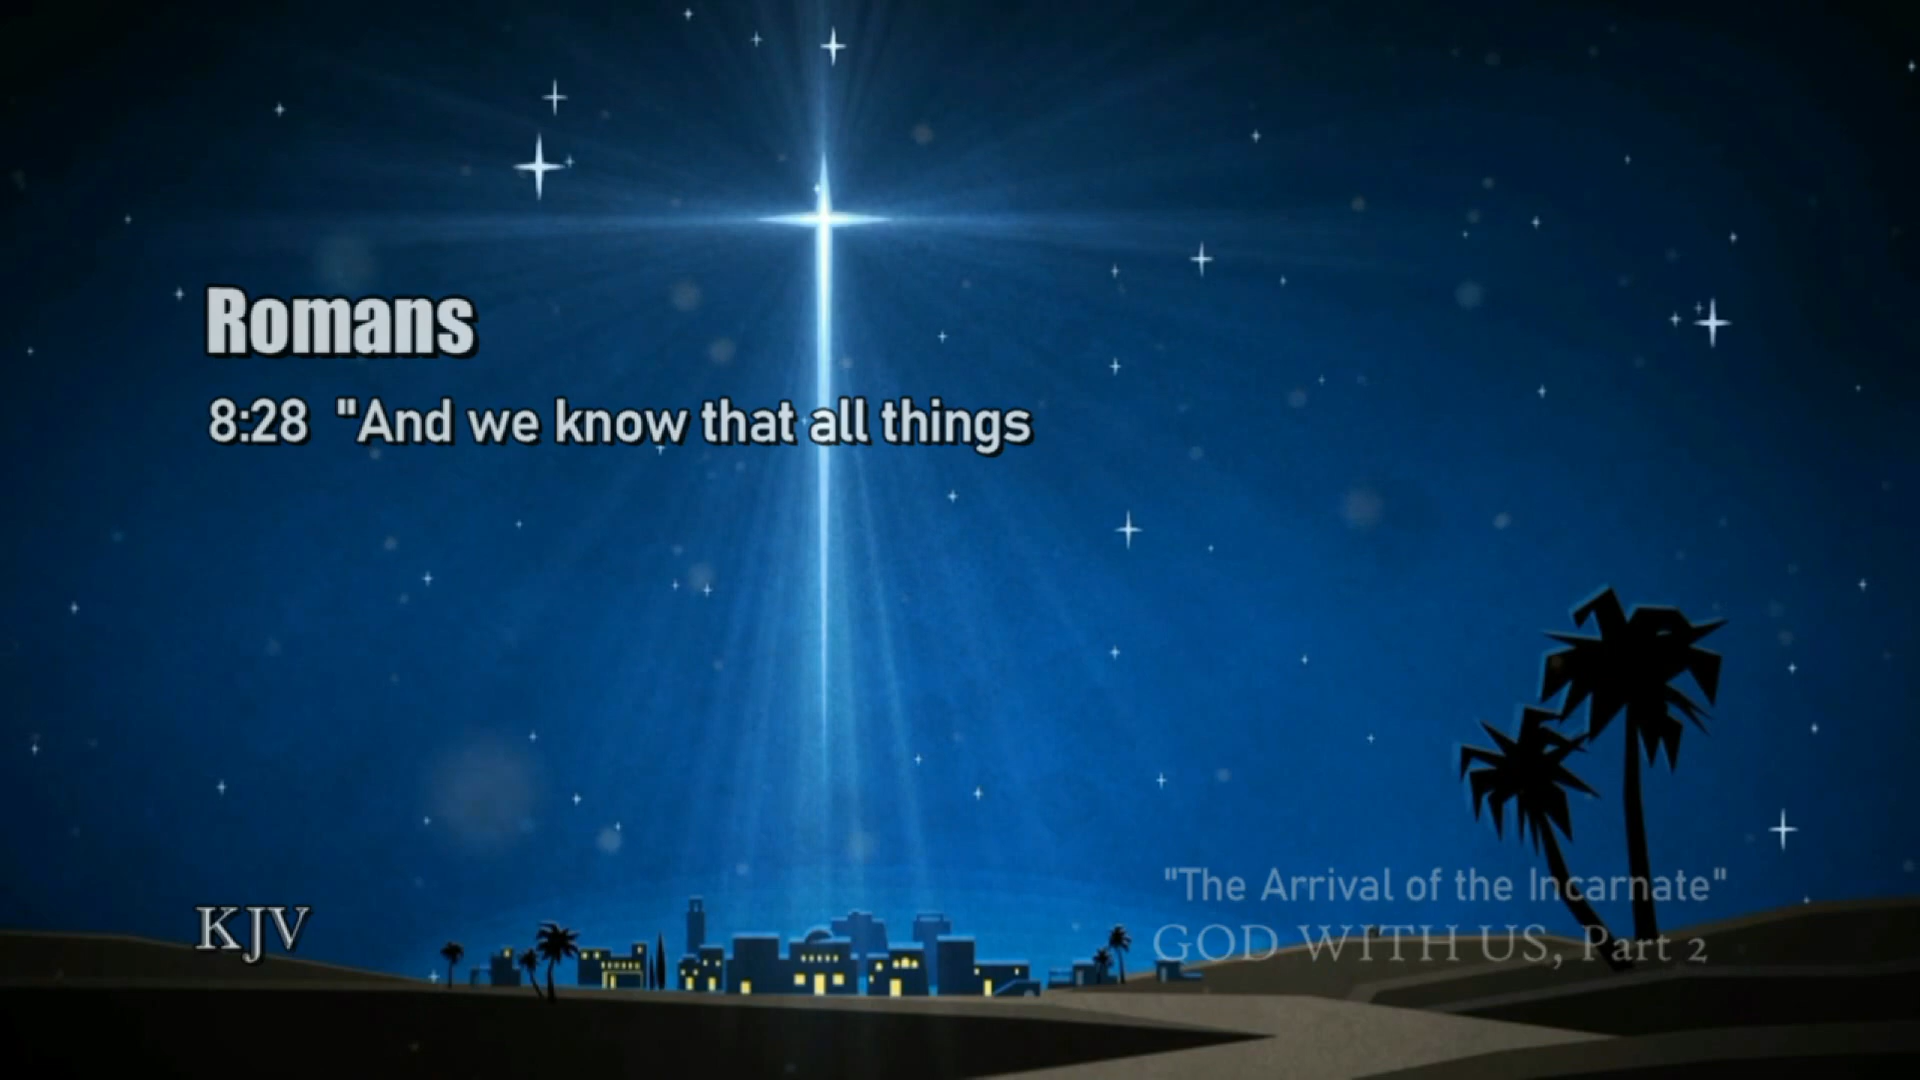 Romans
8:28 "And we know that all things
KJV
"The Arrival of the Incarnate"
GOD WITH US, Part 2